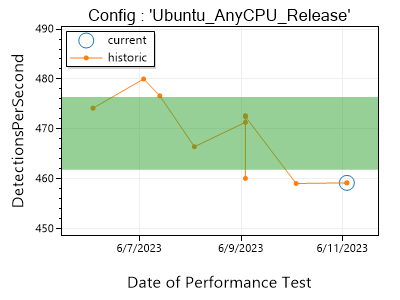 Config : 'Ubuntu_AnyCPU_Release'
490
480
470
460
450
DetectionsPerSecond
current
historic
6/7/2023
6/9/2023
6/11/2023
Date of Performance Test